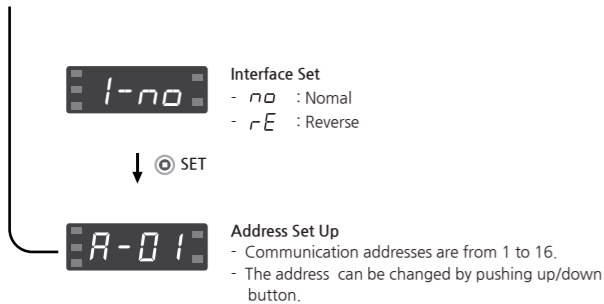 I-no
Interface Set
- no : Nomal
- rE : Reverse
SET
A-01
Address Set Up
- Communication addresses are from 1 to 16.
- The address can be changed by pushing up/down
button.